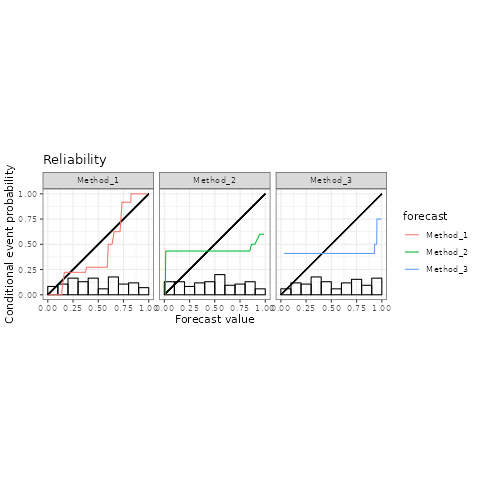 Reliability
Method_1 Method_2 Method_3
Conditional event probability
1.00
0.75
0.50
0.25
0.00
0.00 0.25 0.50 0.75 1.00 0.00 0.25 0.50 0.75 1.00 0.00 0.25 0.50 0.75 1.00
Forecast value
forecast
Method_1
Method_2
Method_3